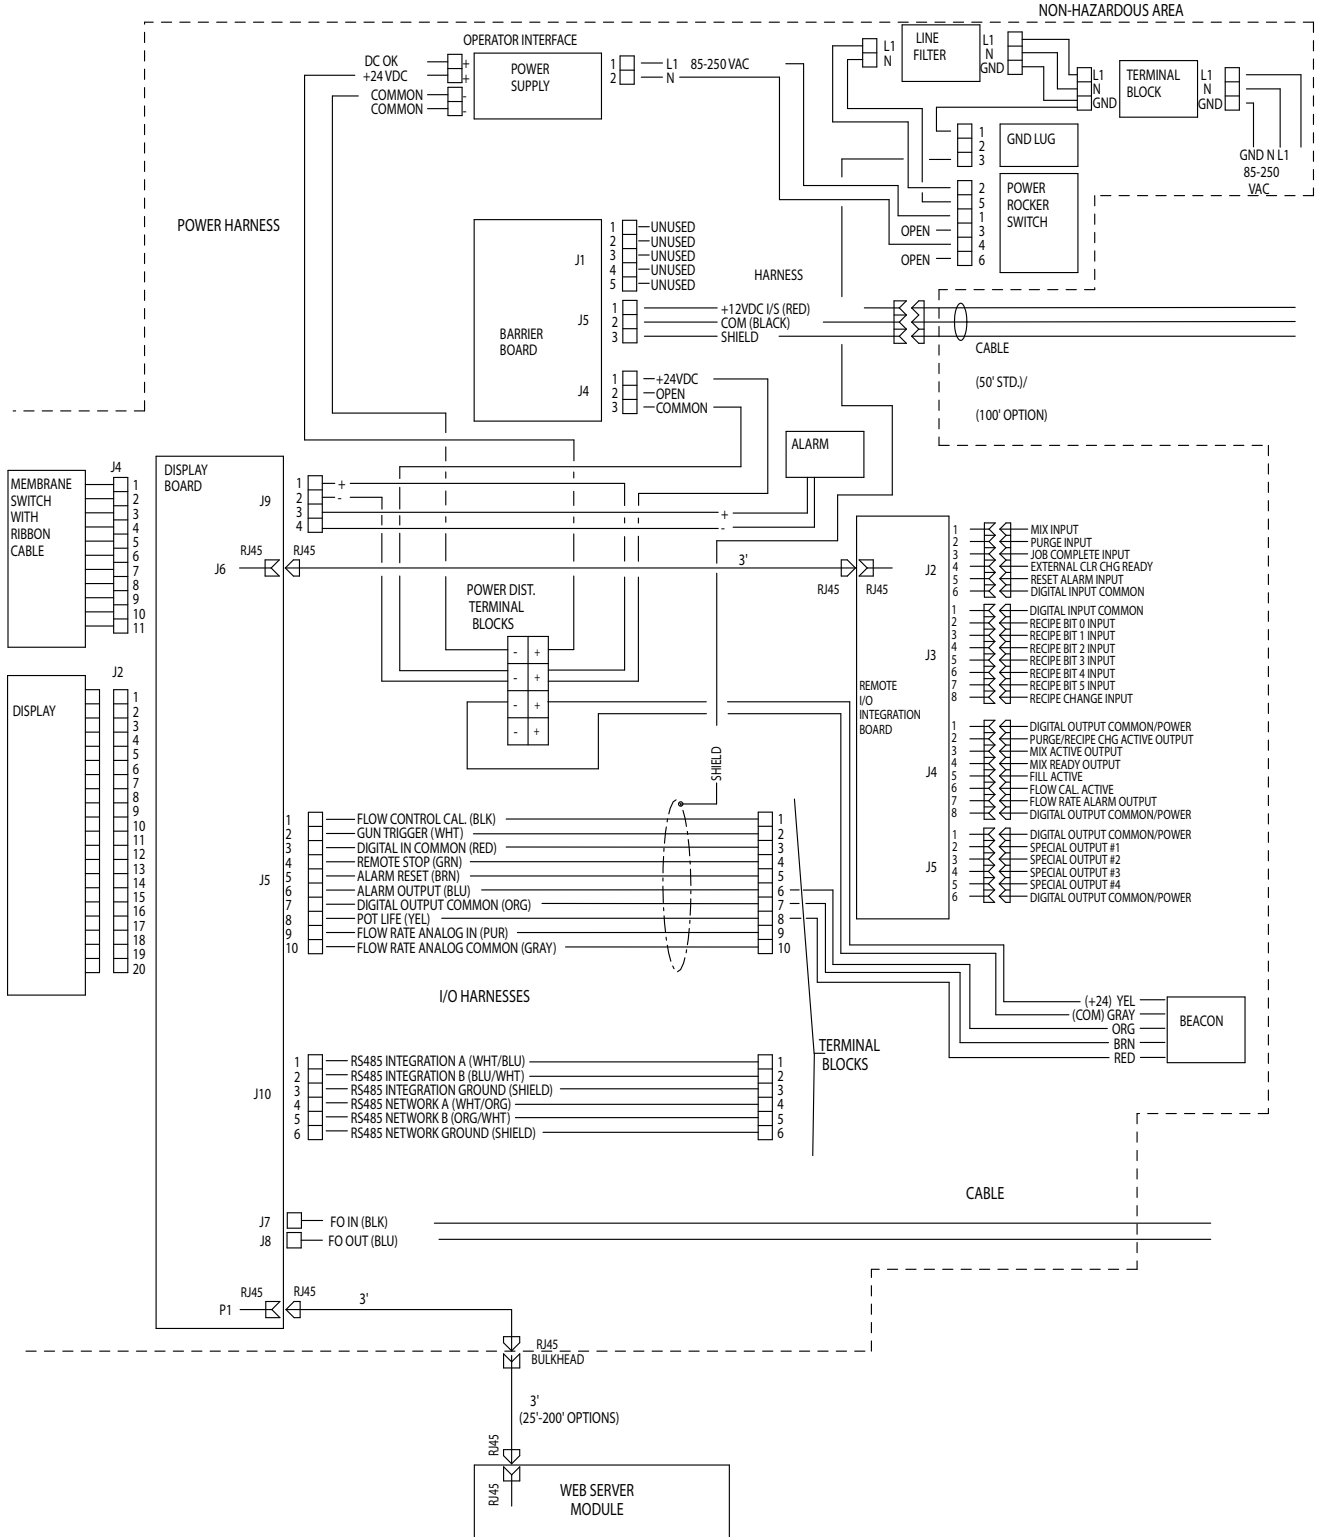 NON-HAZARDOUS AREA
OPERATOR INTERFACE
DC OK
+24 VDC
COMMON
COMMON
+
+
-
-
POWER
SUPPLY
1
2
L1 85-250 VAC
N
L1
N
LINE
FILTER
L1
N
GND
L1
N
GND
TERMINAL
BLOCK
L1
N
GND
GND N L1
85-250
VAC
1
2
3
GND LUG
2
5
1
3
4
6
OPEN
OPEN
POWER
ROCKER
SWITCH
POWER HARNESS
BARRIER
BOARD
J1
1 UNUSED
2 UNUSED
3 UNUSED
4 UNUSED
5 UNUSED
HARNESS
J5
1 +12VDC I/S (RED)
2 COM (BLACK)
3 SHIELD
J4
1 +24VDC
2 OPEN
3 COMMON
CABLE
(50' STD.)/
(100' OPTION)
ALARM
+
-
MEMBRANE
SWITCH
WITH
RIBBON
CABLE
J4
1
2
3
4
5
6
7
8
9
10
11
DISPLAY
BOARD
J9
1 +
2 -
3
4
J6
RJ45
RJ45
3'
RJ45
RJ45
POWER DIST.
TERMINAL
BLOCKS
- +
- +
- +
- +
DISPLAY
J2
1
2
3
4
5
6
7
8
9
10
11
12
13
14
15
16
17
18
19
20
REMOTE
I/O
INTEGRATION
BOARD
J2
1 MIX INPUT
2 PURGE INPUT
3 JOB COMPLETE INPUT
4 EXTERNAL CLR CHG READY
5 RESET ALARM INPUT
6 DIGITAL INPUT COMMON
J3
1 DIGITAL INPUT COMMON
2 RECIPE BIT 0 INPUT
3 RECIPE BIT 1 INPUT
4 RECIPE BIT 2 INPUT
5 RECIPE BIT 3 INPUT
6 RECIPE BIT 4 INPUT
7 RECIPE BIT 5 INPUT
8 RECIPE CHANGE INPUT
J4
1 DIGITAL OUTPUT COMMON/POWER
2 PURGE/RECIPE CHG ACTIVE OUTPUT
3 MIX ACTIVE OUTPUT
4 MIX READY OUTPUT
5 FILL ACTIVE
6 FLOW CAL. ACTIVE
7 FLOW RATE ALARM OUTPUT
8 DIGITAL OUTPUT COMMON/POWER
J5
1 DIGITAL OUTPUT COMMON/POWER
2 SPECIAL OUTPUT #1
3 SPECIAL OUTPUT #2
4 SPECIAL OUTPUT #3
5 SPECIAL OUTPUT #4
6 DIGITAL OUTPUT COMMON/POWER
SHIELD
J5
1 FLOW CONTROL CAL. (BLK) 1
2 GUN TRIGGER (WHT) 2
3 DIGITAL IN COMMON (RED) 3
4 REMOTE STOP (GRN) 4
5 ALARM RESET (BRN) 5
6 ALARM OUTPUT (BLU) 6
7 DIGITAL OUTPUT COMMON (ORG) 7
8 POT LIFE (YEL) 8
9 FLOW RATE ANALOG IN (PUR) 9
10 FLOW RATE ANALOG COMMON (GRAY) 10
I/O HARNESSES
(+24) YEL
(COM) GRAY
ORG
BRN
RED
BEACON
TERMINAL
BLOCKS
J10
1 RS485 INTEGRATION A (WHT/BLU) 1
2 RS485 INTEGRATION B (BLU/WHT) 2
3 RS485 INTEGRATION GROUND (SHIELD) 3
4 RS485 NETWORK A (WHT/ORG) 4
5 RS485 NETWORK B (ORG/WHT) 5
6 RS485 NETWORK GROUND (SHIELD) 6
CABLE
J7 FO IN (BLK)
J8 FO OUT (BLU)
P1
RJ45
RJ45
3'
RJ45
BULKHEAD
3'
(25'-200' OPTIONS)
RJ45
RJ45
WEB SERVER
MODULE